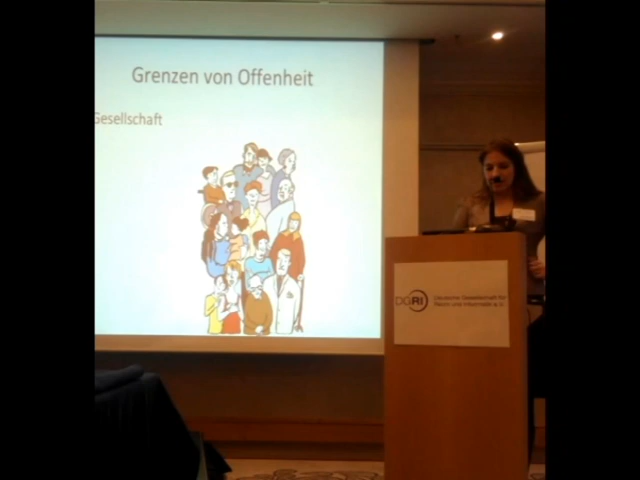 Grenzen von Offenheit
Gesellschaft
DGRI
Deutsche Gesellschaft für
Recht und Informatik e.V.